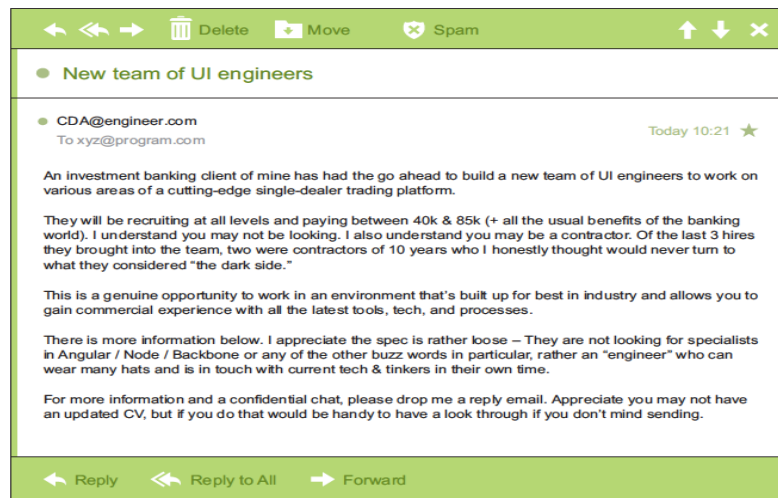 Delete Move Spam
New team of UI engineers
CDA@engineer.com
To xyz@program.com
Today 10:21
An investment banking client of mine has had the go ahead to build a new team of UI engineers to work on
various areas of a cutting-edge single-dealer trading platform.
They will be recruiting at all levels and paying between 40k & 85k (+ all the usual benefits of the banking
world). I understand you may not be looking. I also understand you may be a contractor. Of the last 3 hires
they brought into the team, two were contractors of 10 years who I honestly thought would never turn to
what they considered “the dark side.”
This is a genuine opportunity to work in an environment that’s built up for best in industry and allows you to
gain commercial experience with all the latest tools, tech, and processes.
There is more information below. I appreciate the spec is rather loose – They are not looking for specialists
in Angular / Node / Backbone or any of the other buzz words in particular, rather an “engineer” who can
wear many hats and is in touch with current tech & tinkers in their own time.
For more information and a confidential chat, please drop me a reply email. Appreciate you may not have
an updated CV, but if you do that would be handy to have a look through if you don’t mind sending.
Reply Reply to All Forward